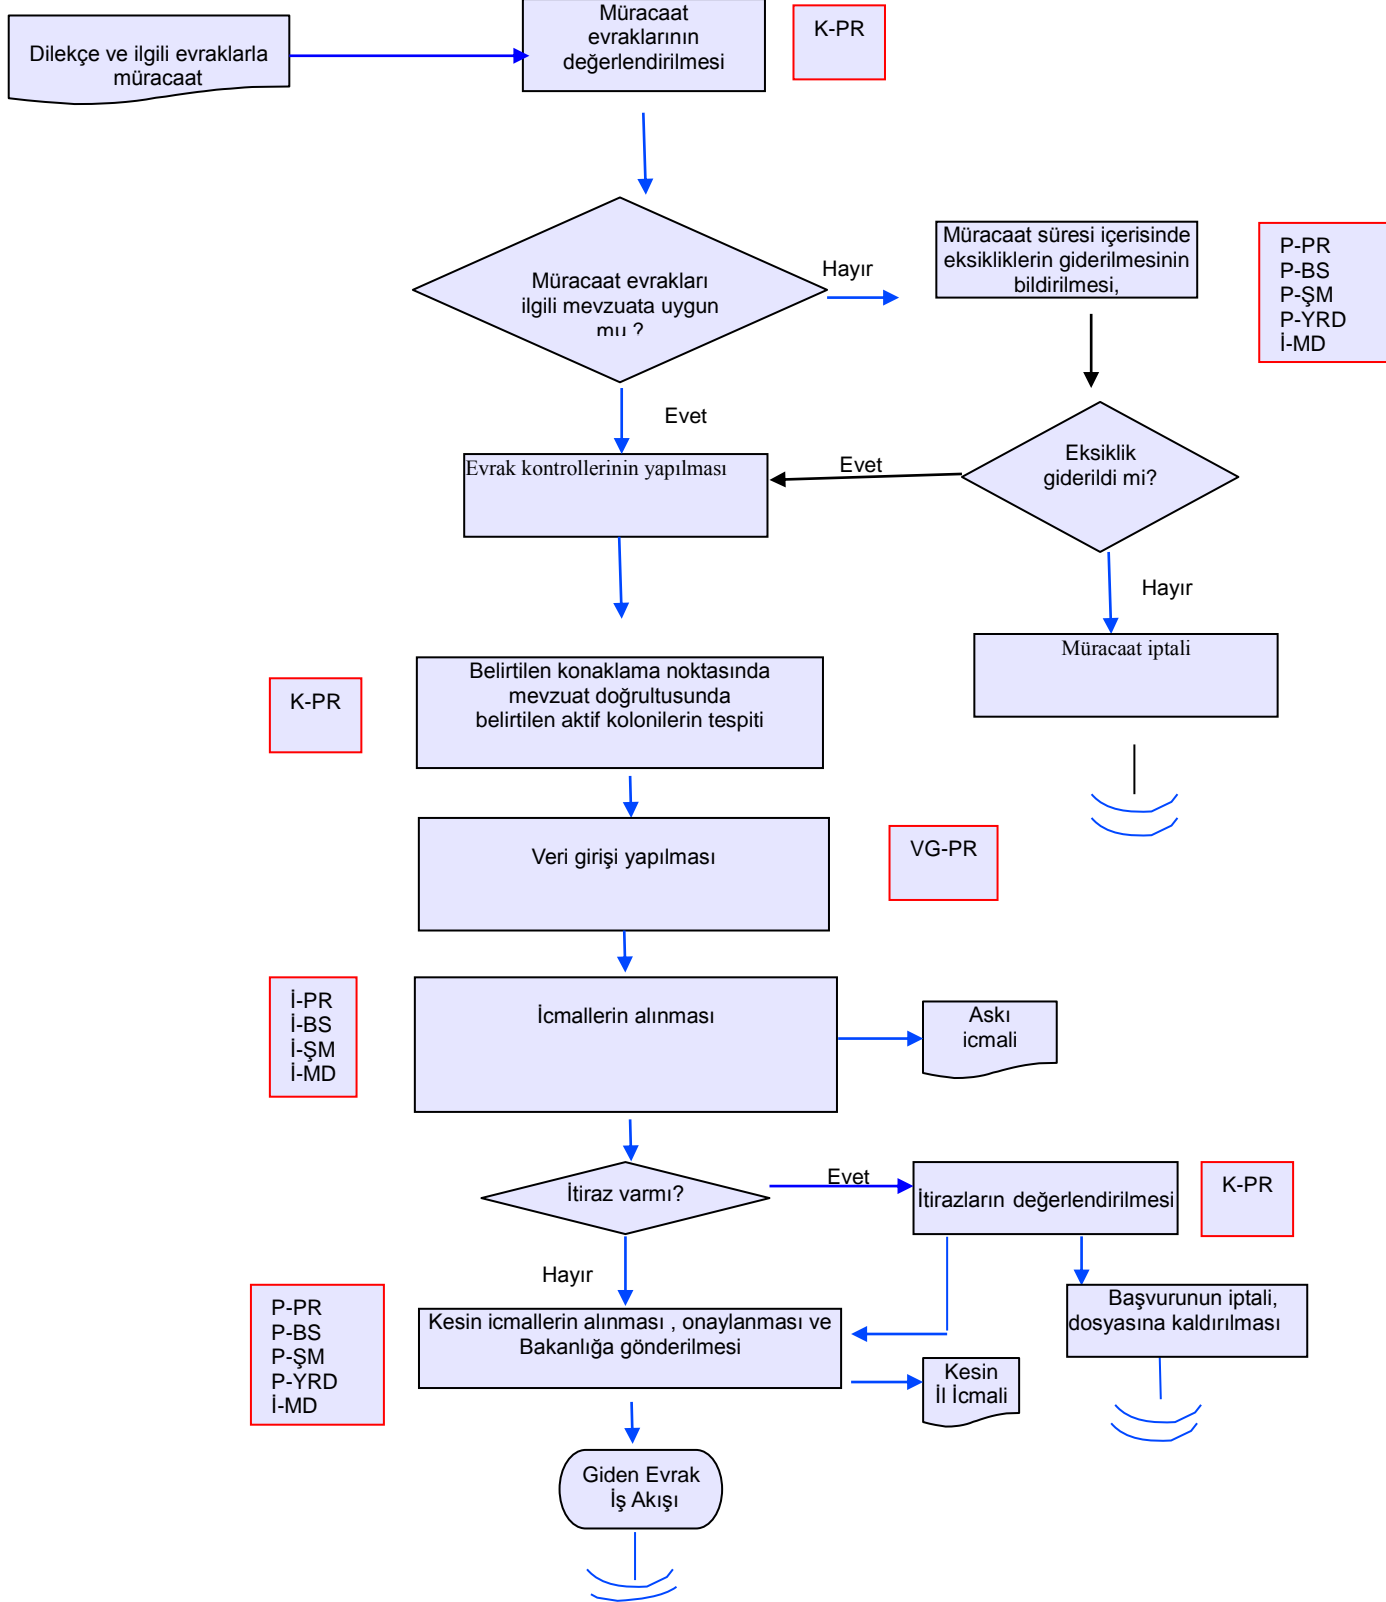 Müracaat
evraklarının
değerlendirilmesi
K-PR
Dilekçe ve ilgili evraklarla
müracaat
Müracaat evrakları
ilgili mevzuata uygun
mu ?
Hayır
Müracaat süresi içerisinde
eksikliklerin giderilmesinin
bildirilmesi,
P-PR
P-BS
P-ŞM
P-YRD
İ-MD
Evet
Evrak kontrollerinin yapılması
Evet
Eksiklik
giderildi mi?
Hayır
Müracaat iptali
K-PR
Belirtilen konaklama noktasında
mevzuat doğrultusunda
belirtilen aktif kolonilerin tespiti
Veri girişi yapılması
VG-PR
İ-PR
İ-BS
İ-ŞM
İ-MD
İcmallerin alınması
Askı
icmali
İtiraz varmı?
Evet
İtirazların değerlendirilmesi
K-PR
Hayır
P-PR
P-BS
P-ŞM
P-YRD
İ-MD
Kesin icmallerin alınması , onaylanması ve
Bakanlığa gönderilmesi
Başvurunun iptali,
dosyasına kaldırılması
Kesin
İl İcmali
Giden Evrak
İş Akışı